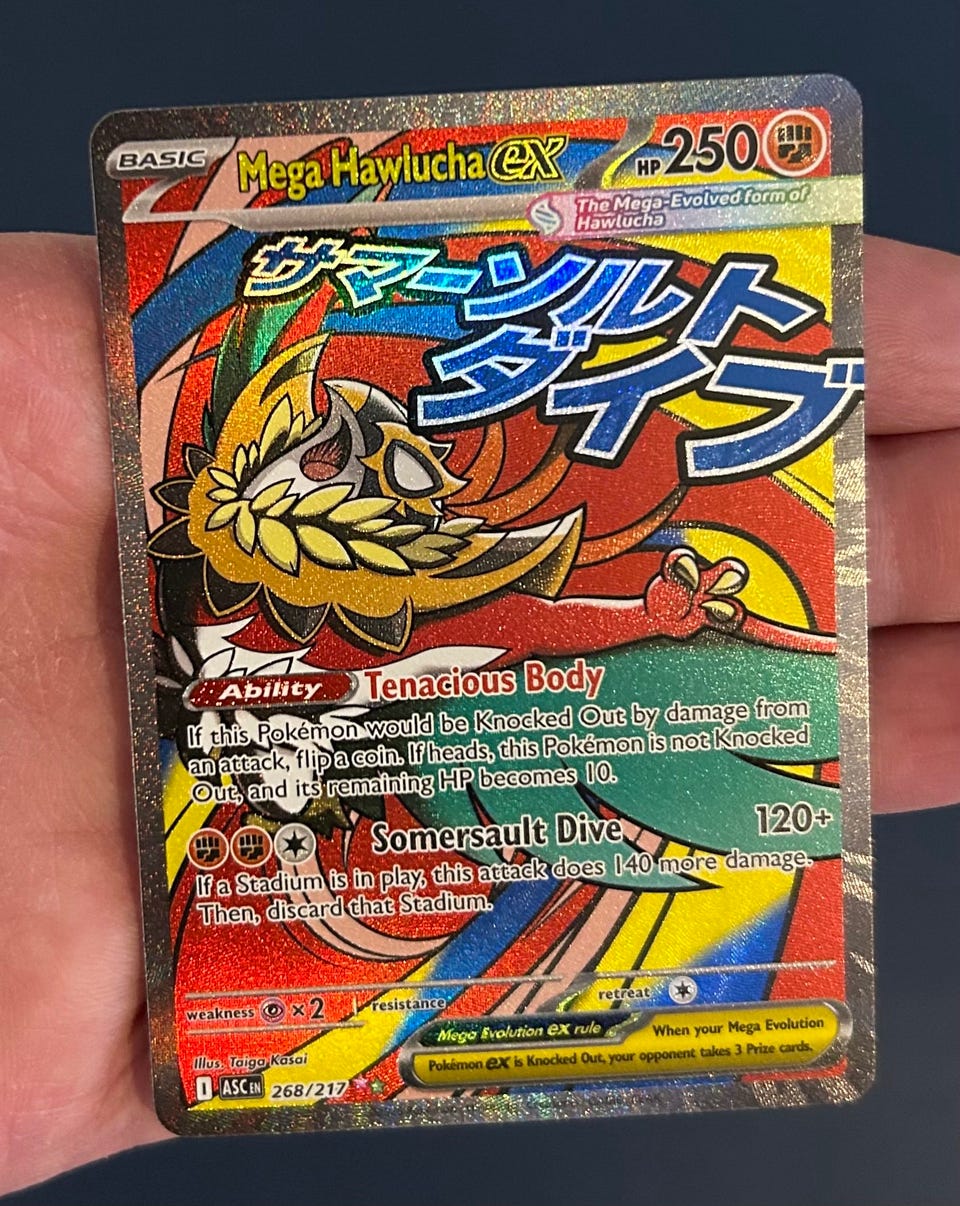 BASIC Mega Hawlucha ex HP 250
The Mega-Evolved form of
Hawlucha
サマーソルト
ダイブ
Ability Tenacious Body
If this Pokémon would be Knocked Out by damage from
an attack, flip a coin. If heads, this Pokémon is not Knocked
Out, and its remaining HP becomes 10.
Somersault Dive 120+
If a Stadium is in play, this attack does 140 more damage.
Then, discard that Stadium.
weakness ×2 resistance retreat
Mega Evolution ex rule When your Mega Evolution
Pokémon ex is Knocked Out, your opponent takes 3 Prize cards.
Illus. Taiga Kasai
I ASC EN 268/217